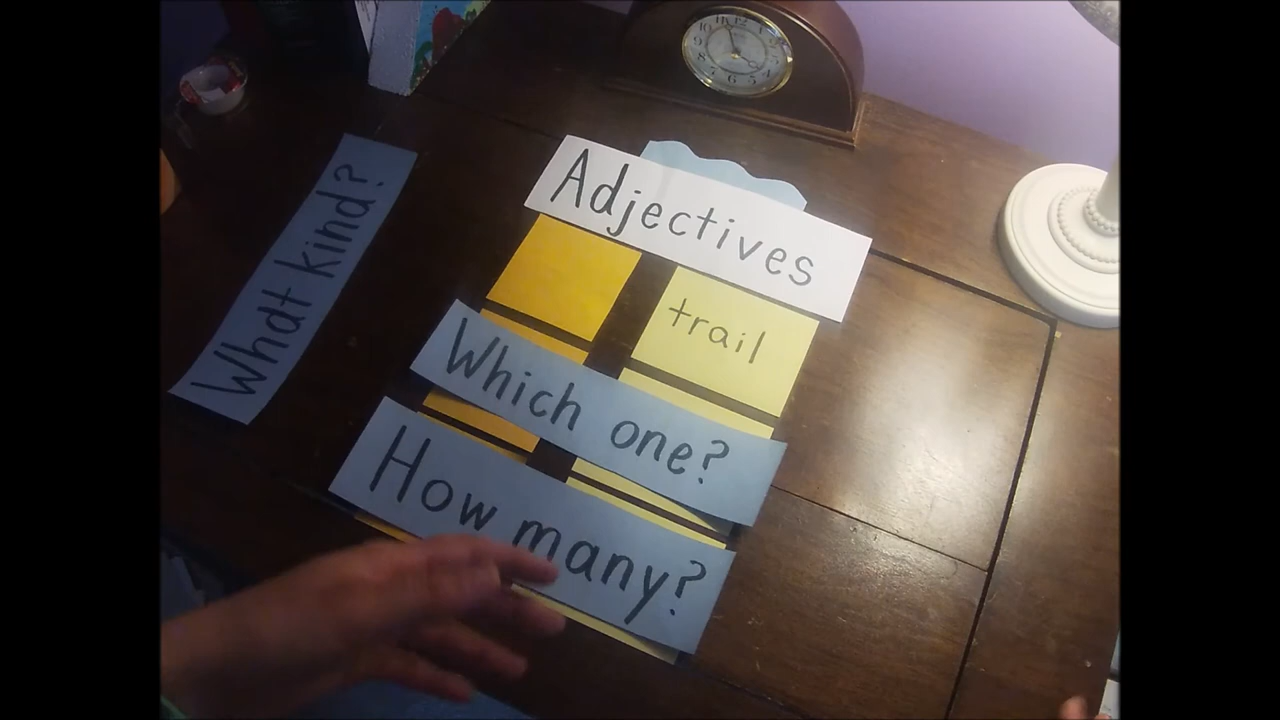 Adjectives
trail
What kind?
Which one?
How many?